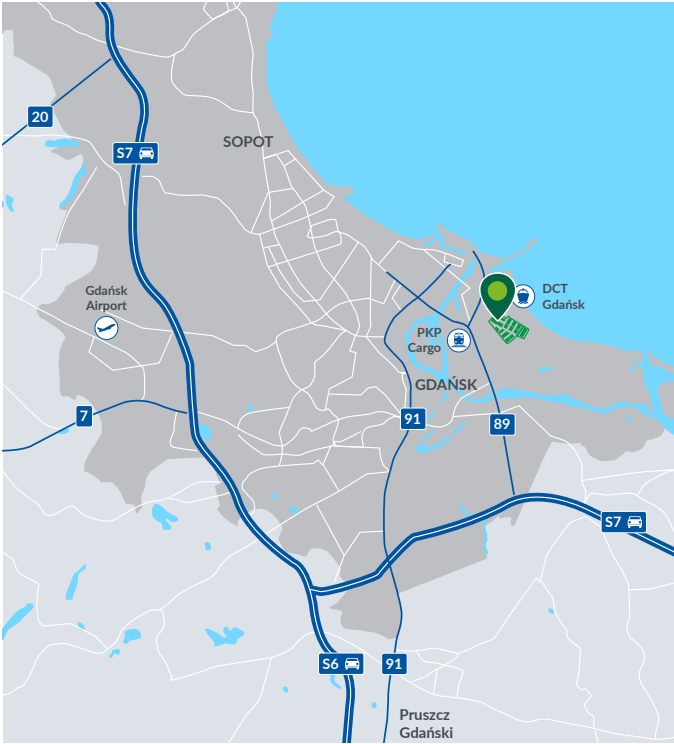 20
S7
SOPOT
Gdańsk
Airport
DCT
Gdańsk
PKP
Cargo
GDAŃSK
7
91
89
S7
S6
91
Pruszcz
Gdański